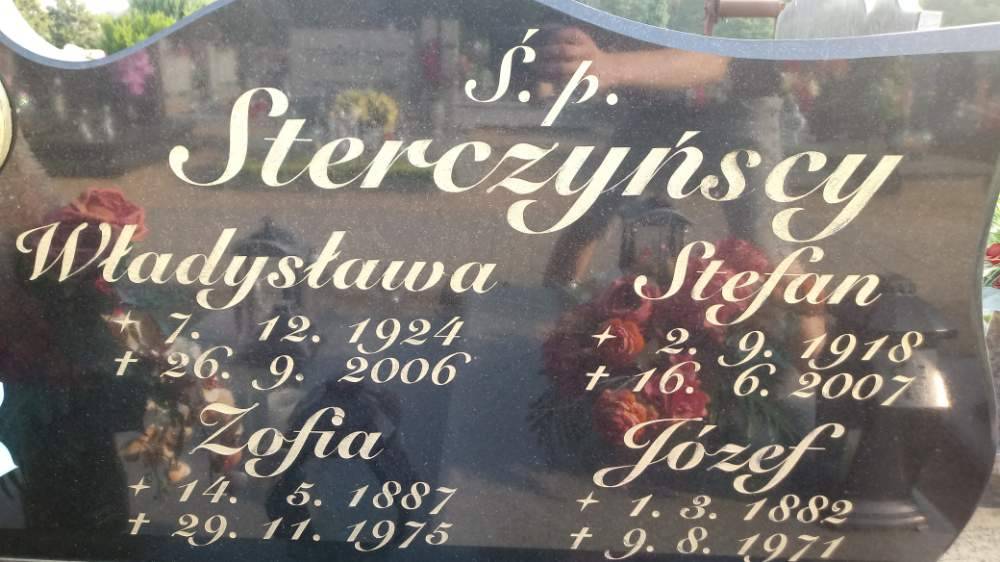 Ś. p.
Sterczyńscy
Władysława
+ 7. 12. 1924
+ 26. 9. 2006
Stefan
+ 2. 9. 1918
+ 16. 6. 2007
Zofia
+ 14. 5. 1887
+ 29. 11. 1975
Józef
+ 1. 3. 1882
+ 9. 8. 1971